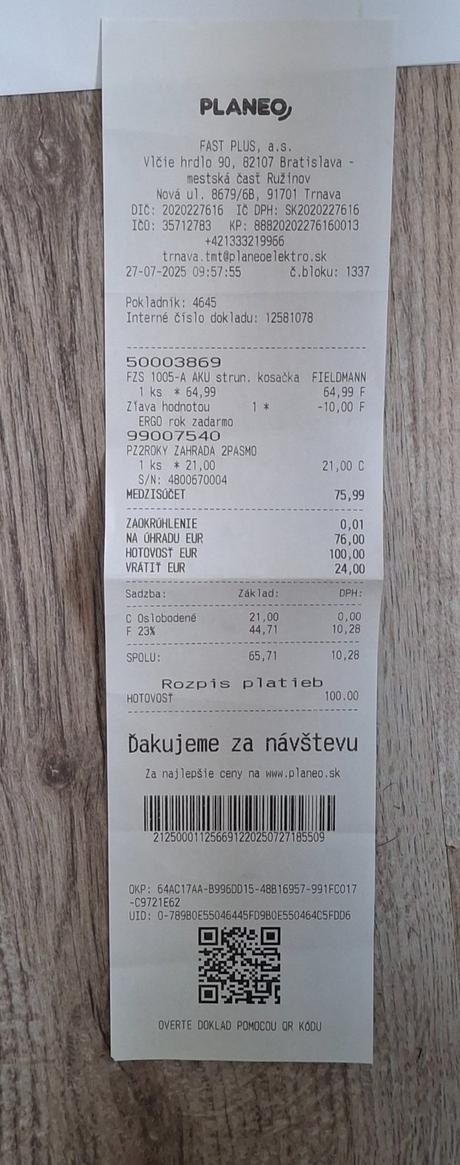 PLANEO
FAST PLUS, a.s.
Vlčie hrdlo 90, 82107 Bratislava -
mestská časť Ružinov
Nová ul. 8679/6B, 91701 Trnava
DIČ: 2020227616 IČ DPH: SK2020227616
IČO: 35712783 KP: 88820202276160013
+421333219966
trnava.tmt@planeoelektro.sk
27-07-2025 09:57:55 č.bloku: 1337
Pokladník: 4645
Interné číslo dokladu: 12581078
50003869
FZS 1005-A AKU strun. kosačka FIELDMANN
1 ks * 64,99 64,99 F
Zľava hodnotou 1 * -10,00 F
ERGO rok zadarmo
99007540
PZ2ROKY ZAHRADA 2PASMO
1 ks * 21,00 21,00 C
S/N: 4800670004
MEDZISÚČET 75,99
ZAOKRÚHLENIE 0,01
NA ÚHRADU EUR 76,00
HOTOVOSŤ EUR 100,00
VRÁTIŤ EUR 24,00
Sadzba: Základ: DPH:
C Oslobodené 21,00 0,00
F 23% 44,71 10,28
SPOLU: 65,71 10,28
Rozpis platieb
HOTOVOSŤ 100.00
Ďakujeme za návštevu
Za najlepšie ceny na www.planeo.sk
212500011256691220250727185509
OKP: 64AC17AA-B996DD15-48B16957-991FC017
-C9721E62
UID: O-789B0E55046445FD9B0E550464C5FDD6
OVERTE DOKLAD POMOCOU QR KÓDU